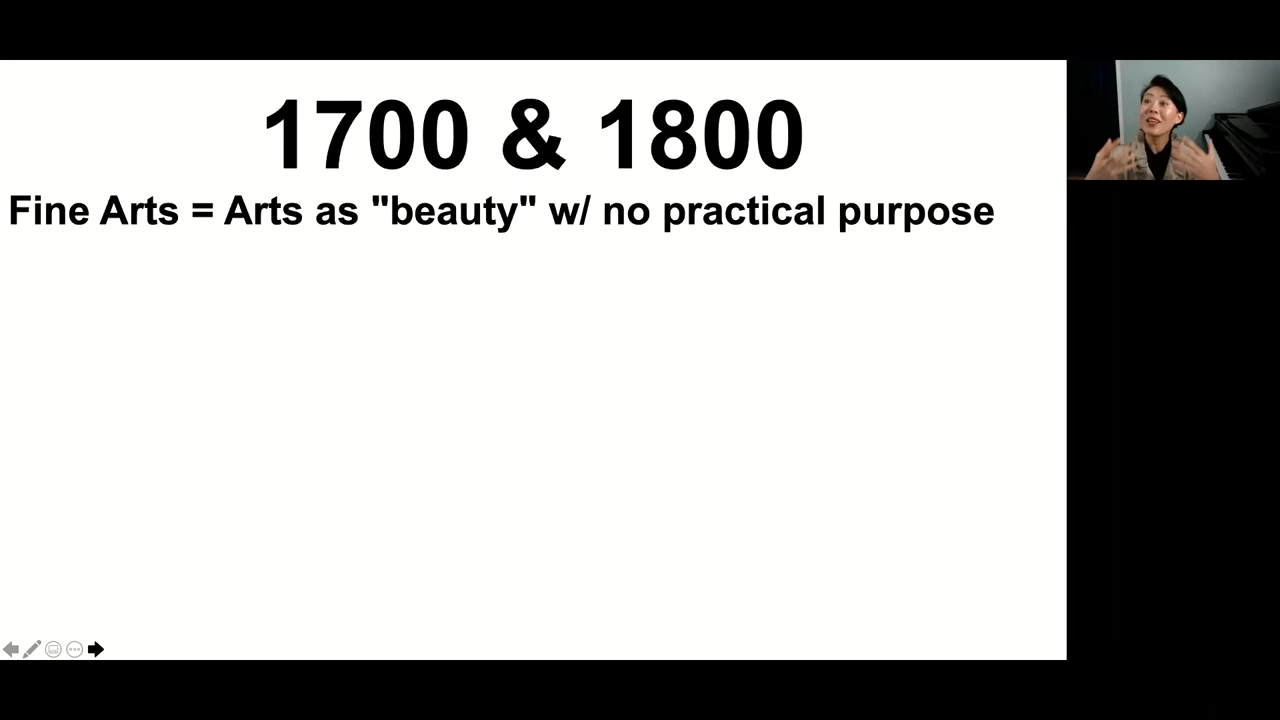 1700 & 1800
Fine Arts = Arts as "beauty" w/ no practical purpose